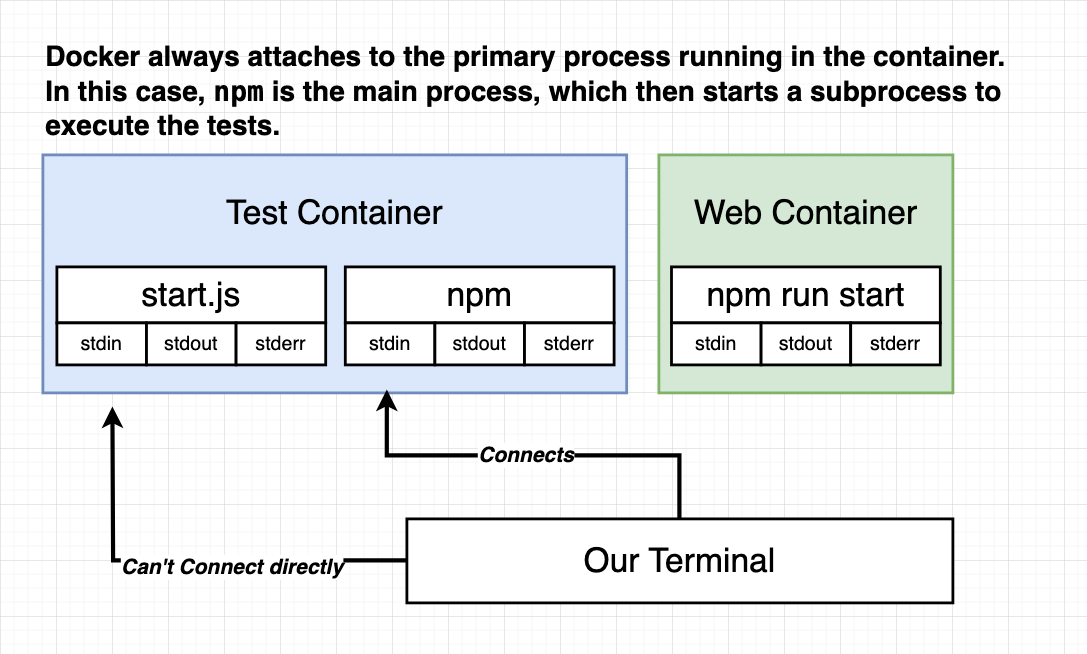 Docker always attaches to the primary process running in the container.
In this case, npm is the main process, which then starts a subprocess to
execute the tests.
Test Container
Web Container
start.js
npm
npm run start
stdin stdout stderr
stdin stdout stderr
stdin stdout stderr
Connects
Our Terminal
Can't Connect directly